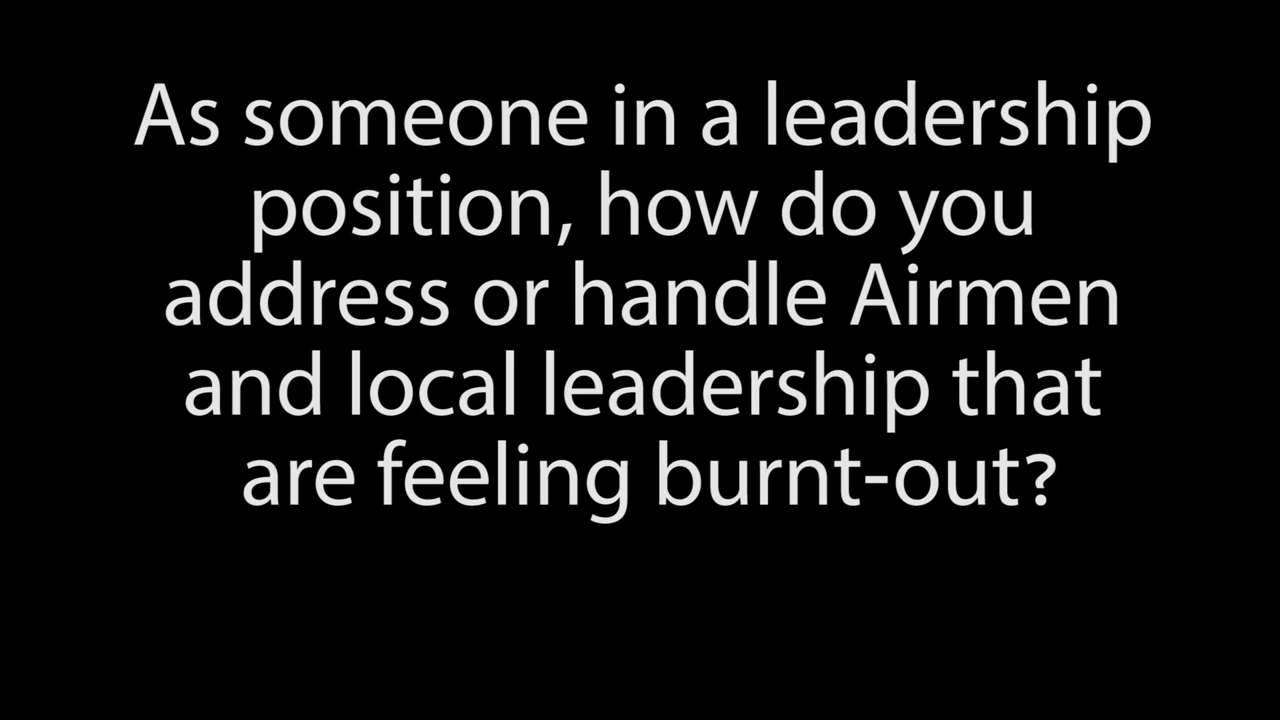 As someone in a leadership
position, how do you
address or handle Airmen
and local leadership that
are feeling burnt-out?